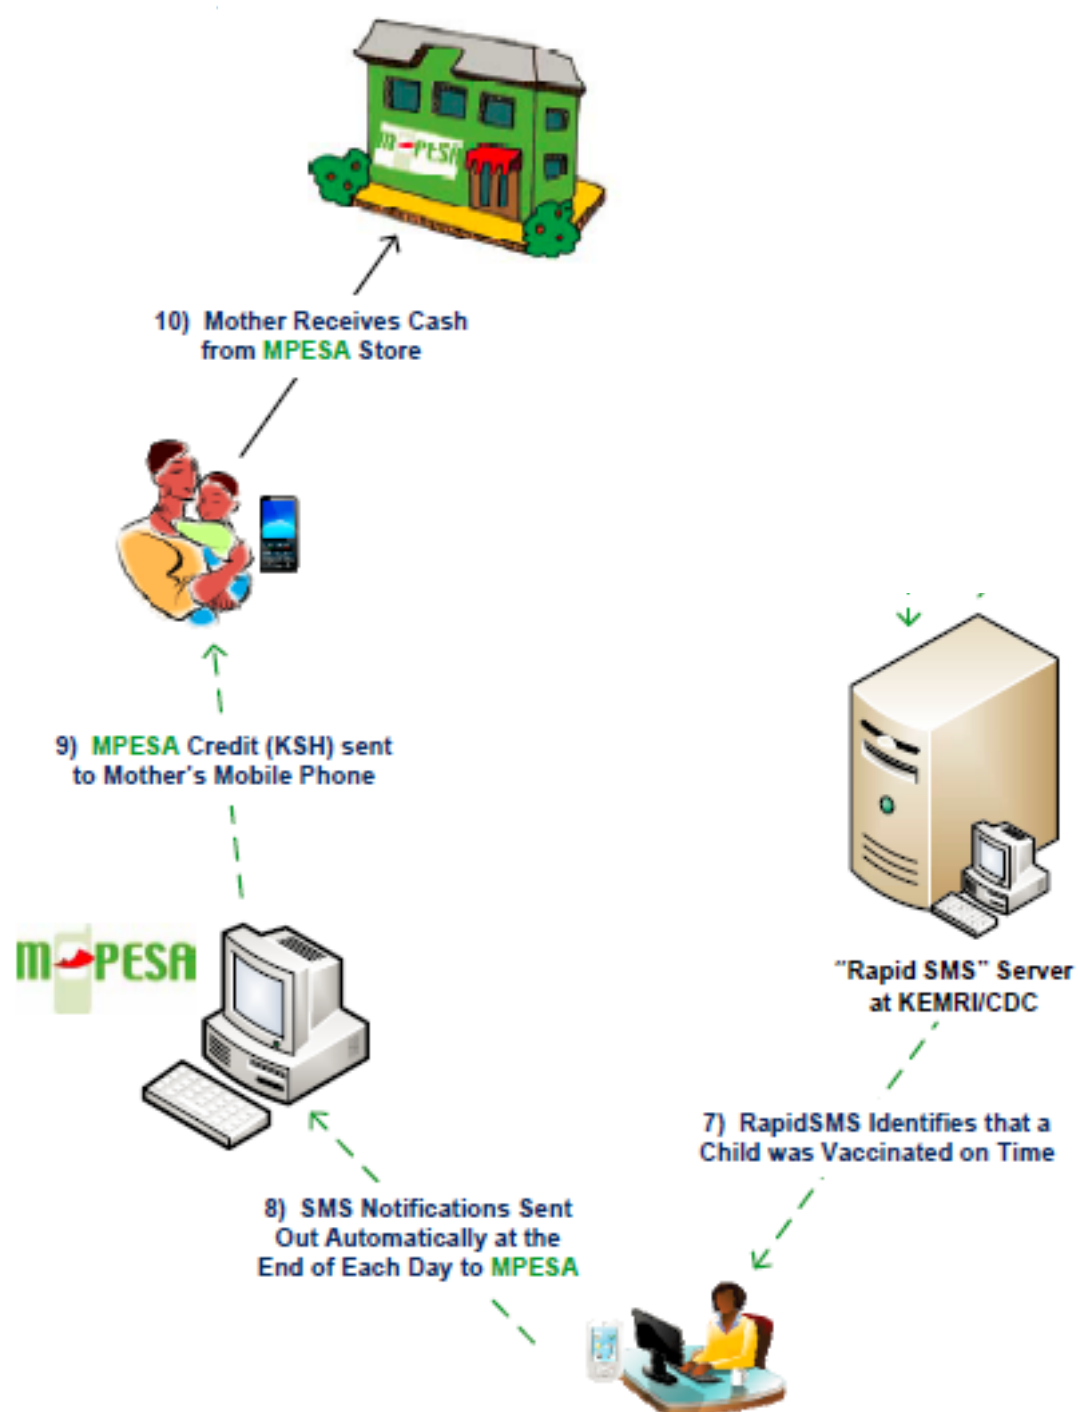 M-PESA
10) Mother Receives Cash
from MPESA Store
9) MPESA Credit (KSH) sent
to Mother's Mobile Phone
M-PESA
"Rapid SMS" Server
at KEMRI/CDC
7) RapidSMS Identifies that a
Child was Vaccinated on Time
8) SMS Notifications Sent
Out Automatically at the
End of Each Day to MPESA